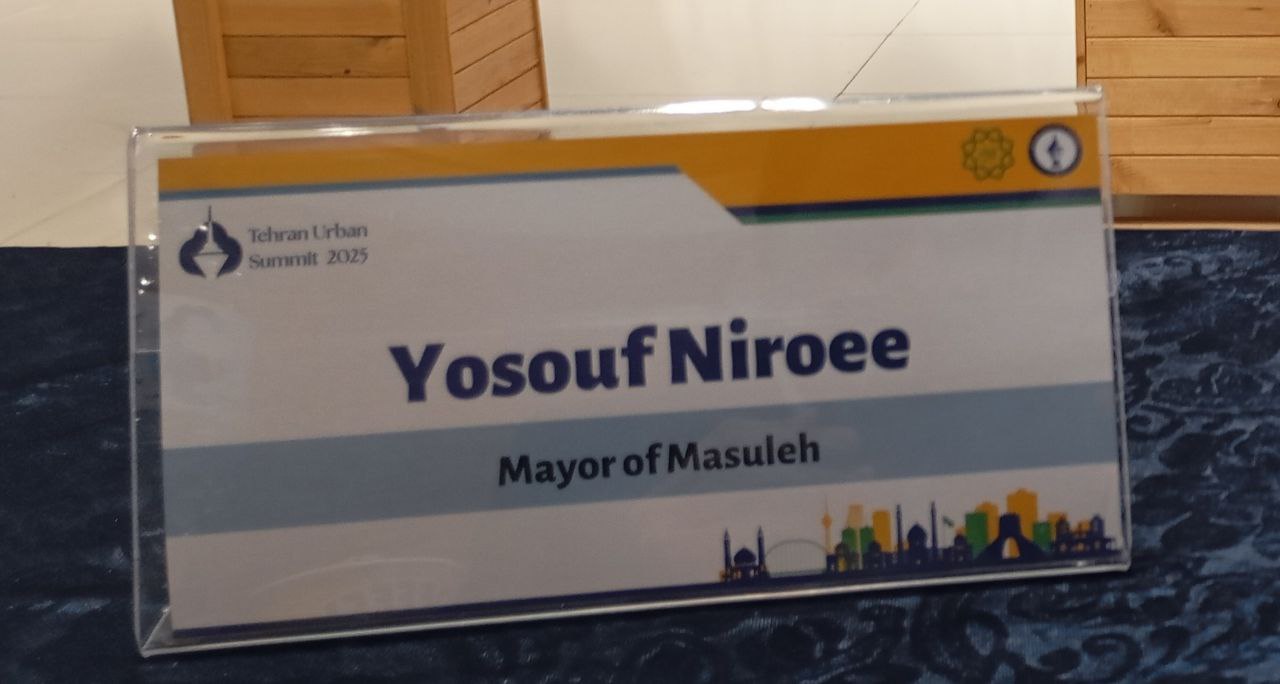 Tehran Urban
Summit 2025
Yosouf Niroee
Mayor of Masuleh